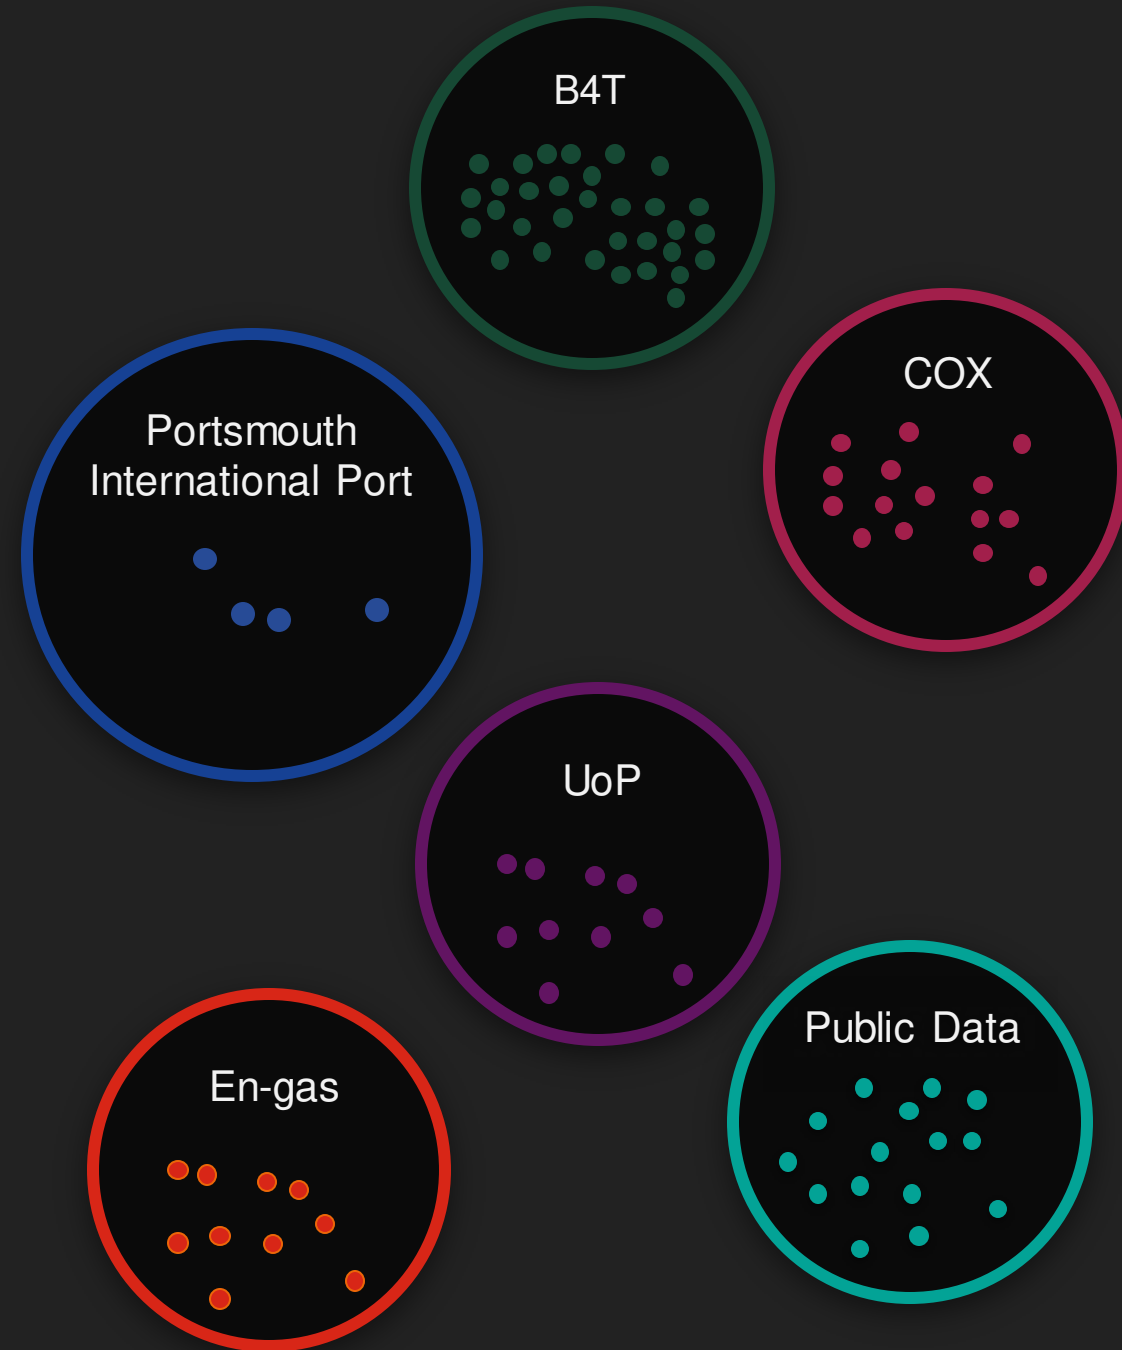 B4T
COX
Portsmouth
International Port
UoP
Public Data
En-gas